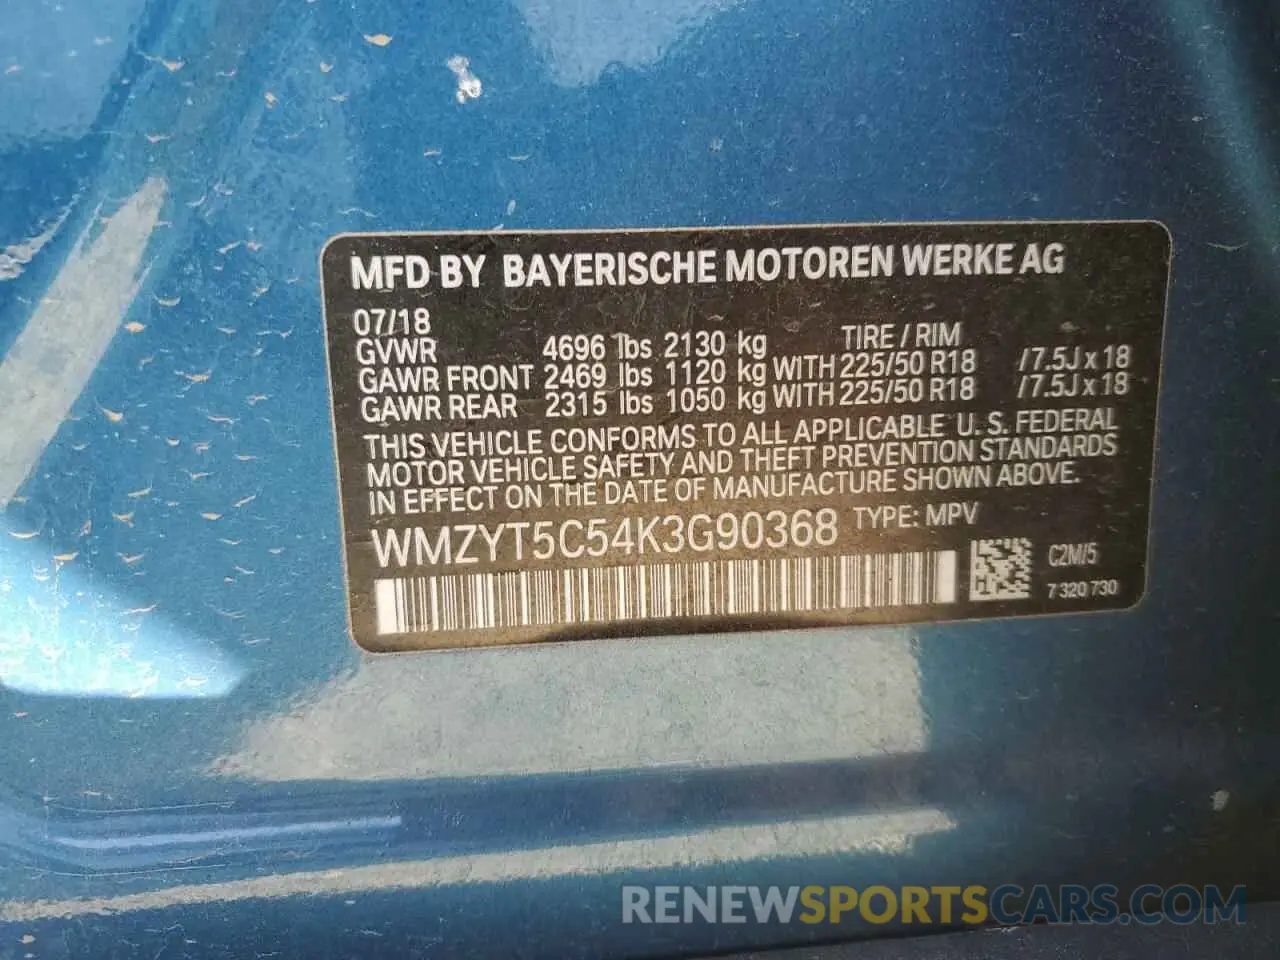 MFD BY BAYERISCHE MOTOREN WERKE AG
07/18
GVWR 4696 lbs 2130 kg TIRE / RIM
GAWR FRONT 2469 lbs 1120 kg WITH 225/50 R18 /7.5J x 18
GAWR REAR 2315 lbs 1050 kg WITH 225/50 R18 /7.5J x 18
THIS VEHICLE CONFORMS TO ALL APPLICABLE U. S. FEDERAL
MOTOR VEHICLE SAFETY AND THEFT PREVENTION STANDARDS
IN EFFECT ON THE DATE OF MANUFACTURE SHOWN ABOVE.
WMZYT5C54K3G90368 TYPE: MPV
C2M/5
7 320 730
RENEWSPORTSCARS.COM